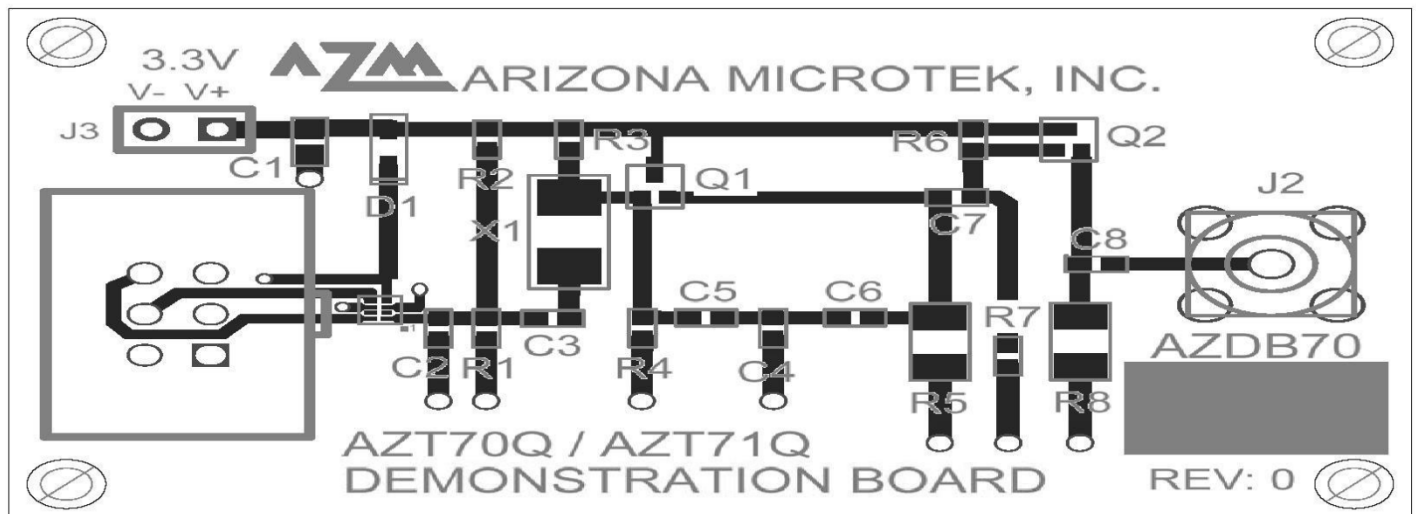 3.3V
V- V+
AZM ARIZONA MICROTEK, INC.
J3
C1
D1
R2
R3
Q1
R6
Q2
X1
C7
J2
C8
C5
C6
R7
C2
R1
C3
R4
C4
R5
R8
AZDB70
AZT70Q / AZT71Q
DEMONSTRATION BOARD
REV: 0